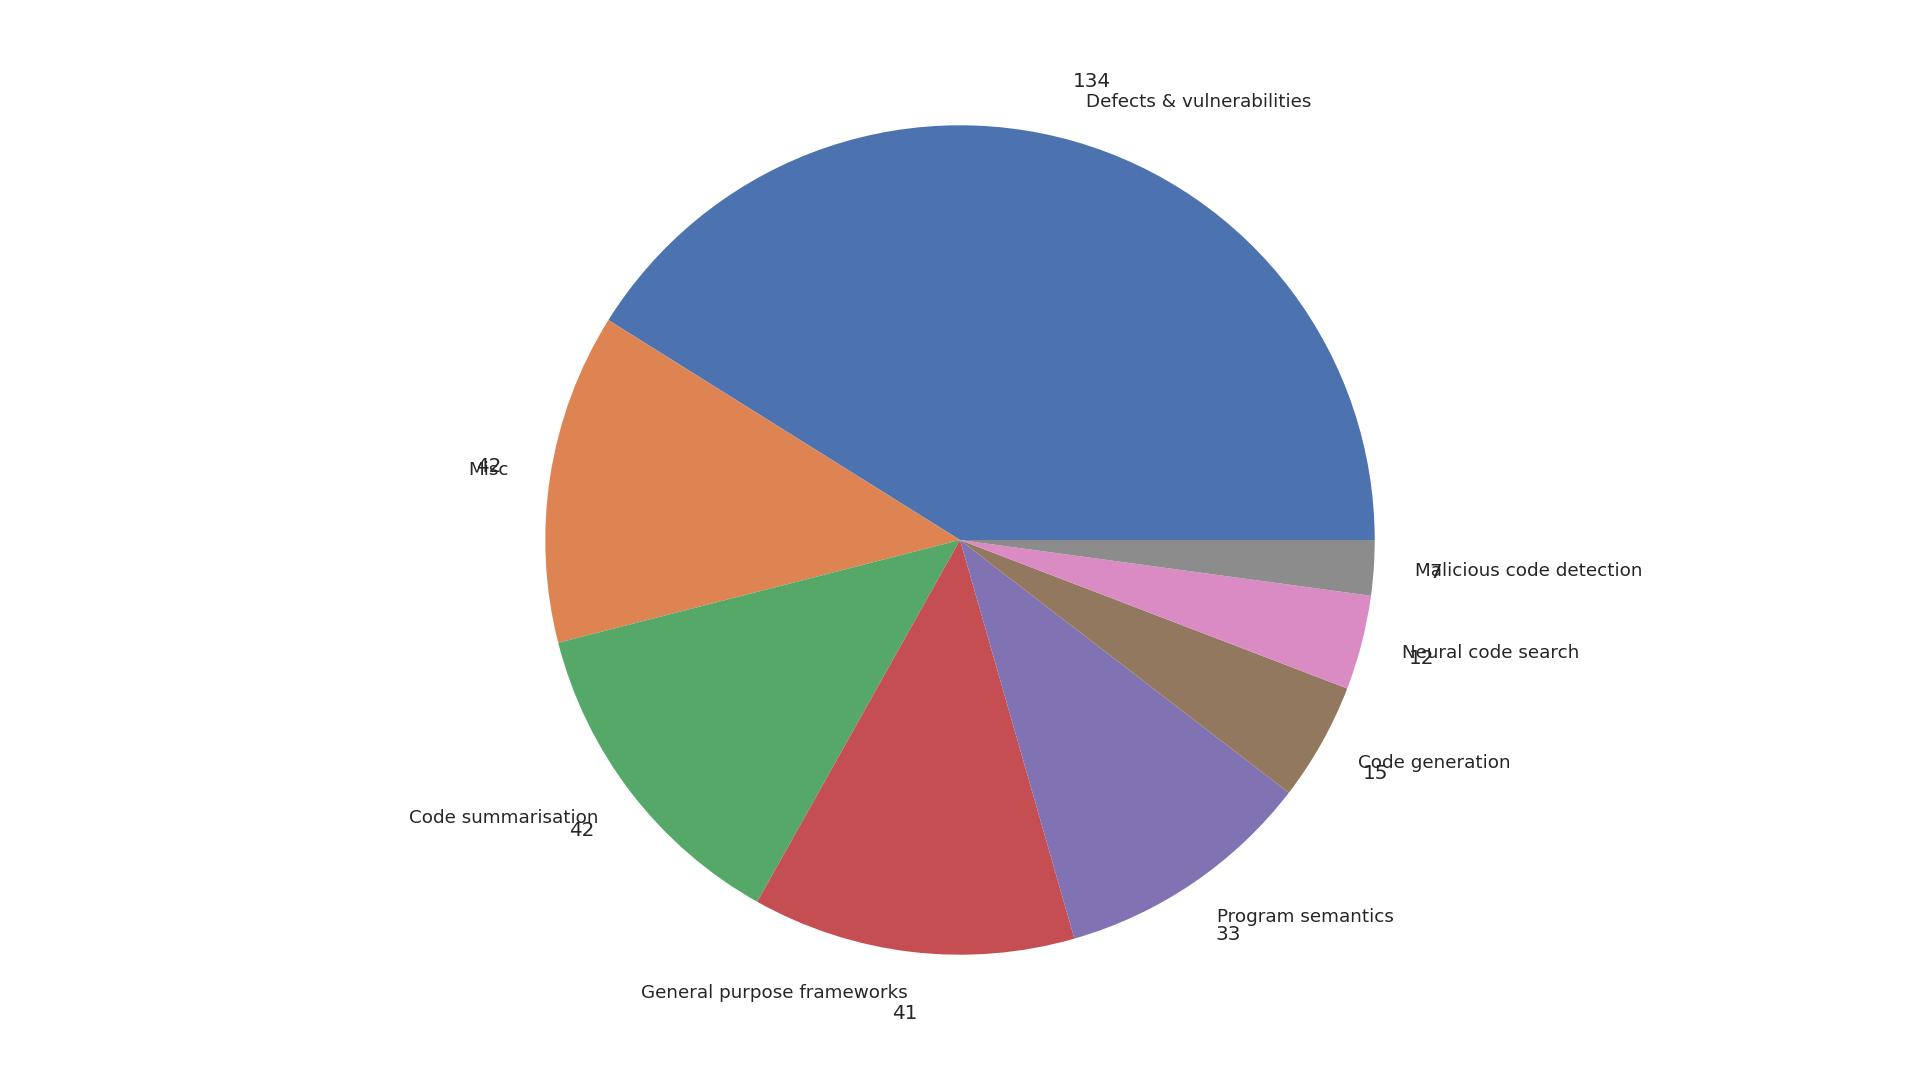 134
Defects & vulnerabilities
42
Misc
Malicious code detection
7
Neural code search
12
Code generation
15
Code summarisation
42
Program semantics
33
General purpose frameworks
41